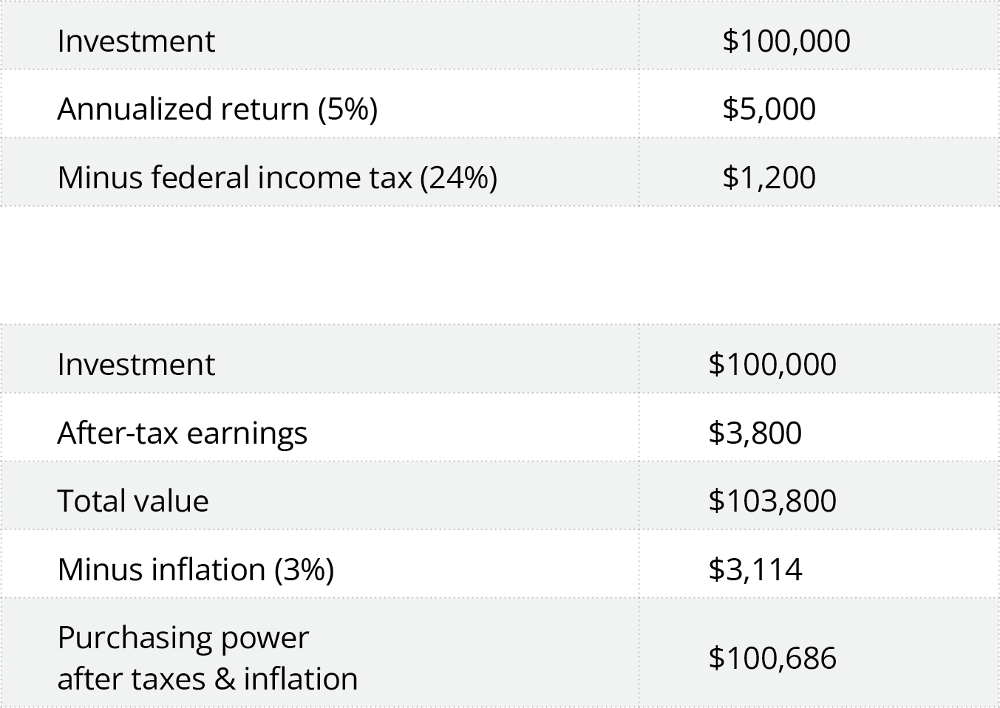 Investment $100,000
Annualized return (5%) $5,000
Minus federal income tax (24%) $1,200
Investment $100,000
After-tax earnings $3,800
Total value $103,800
Minus inflation (3%) $3,114
Purchasing power
after taxes & inflation $100,686